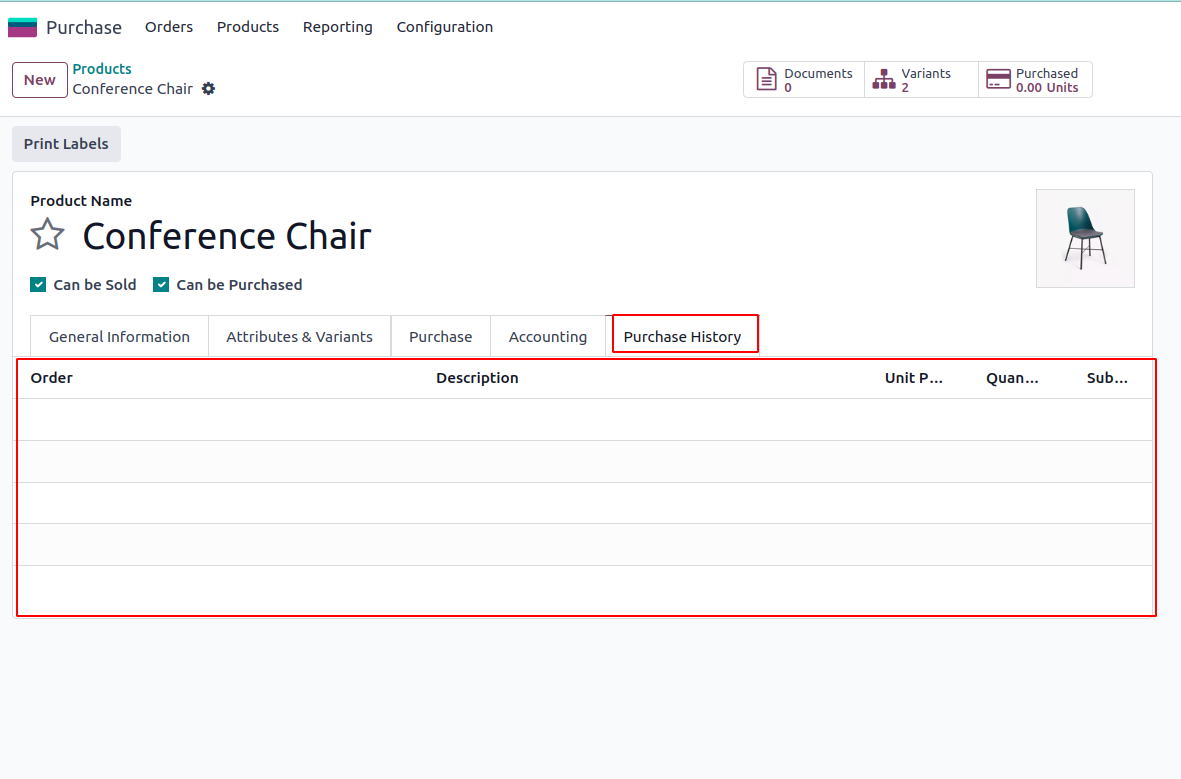 Purchase Orders Products Reporting Configuration
New
Products
Conference Chair
Documents
0
Variants
2
Purchased
0.00 Units
Print Labels
Product Name
Conference Chair
Can be Sold Can be Purchased
General Information Attributes & Variants Purchase Accounting Purchase History
Order Description Unit P... Quan... Sub...